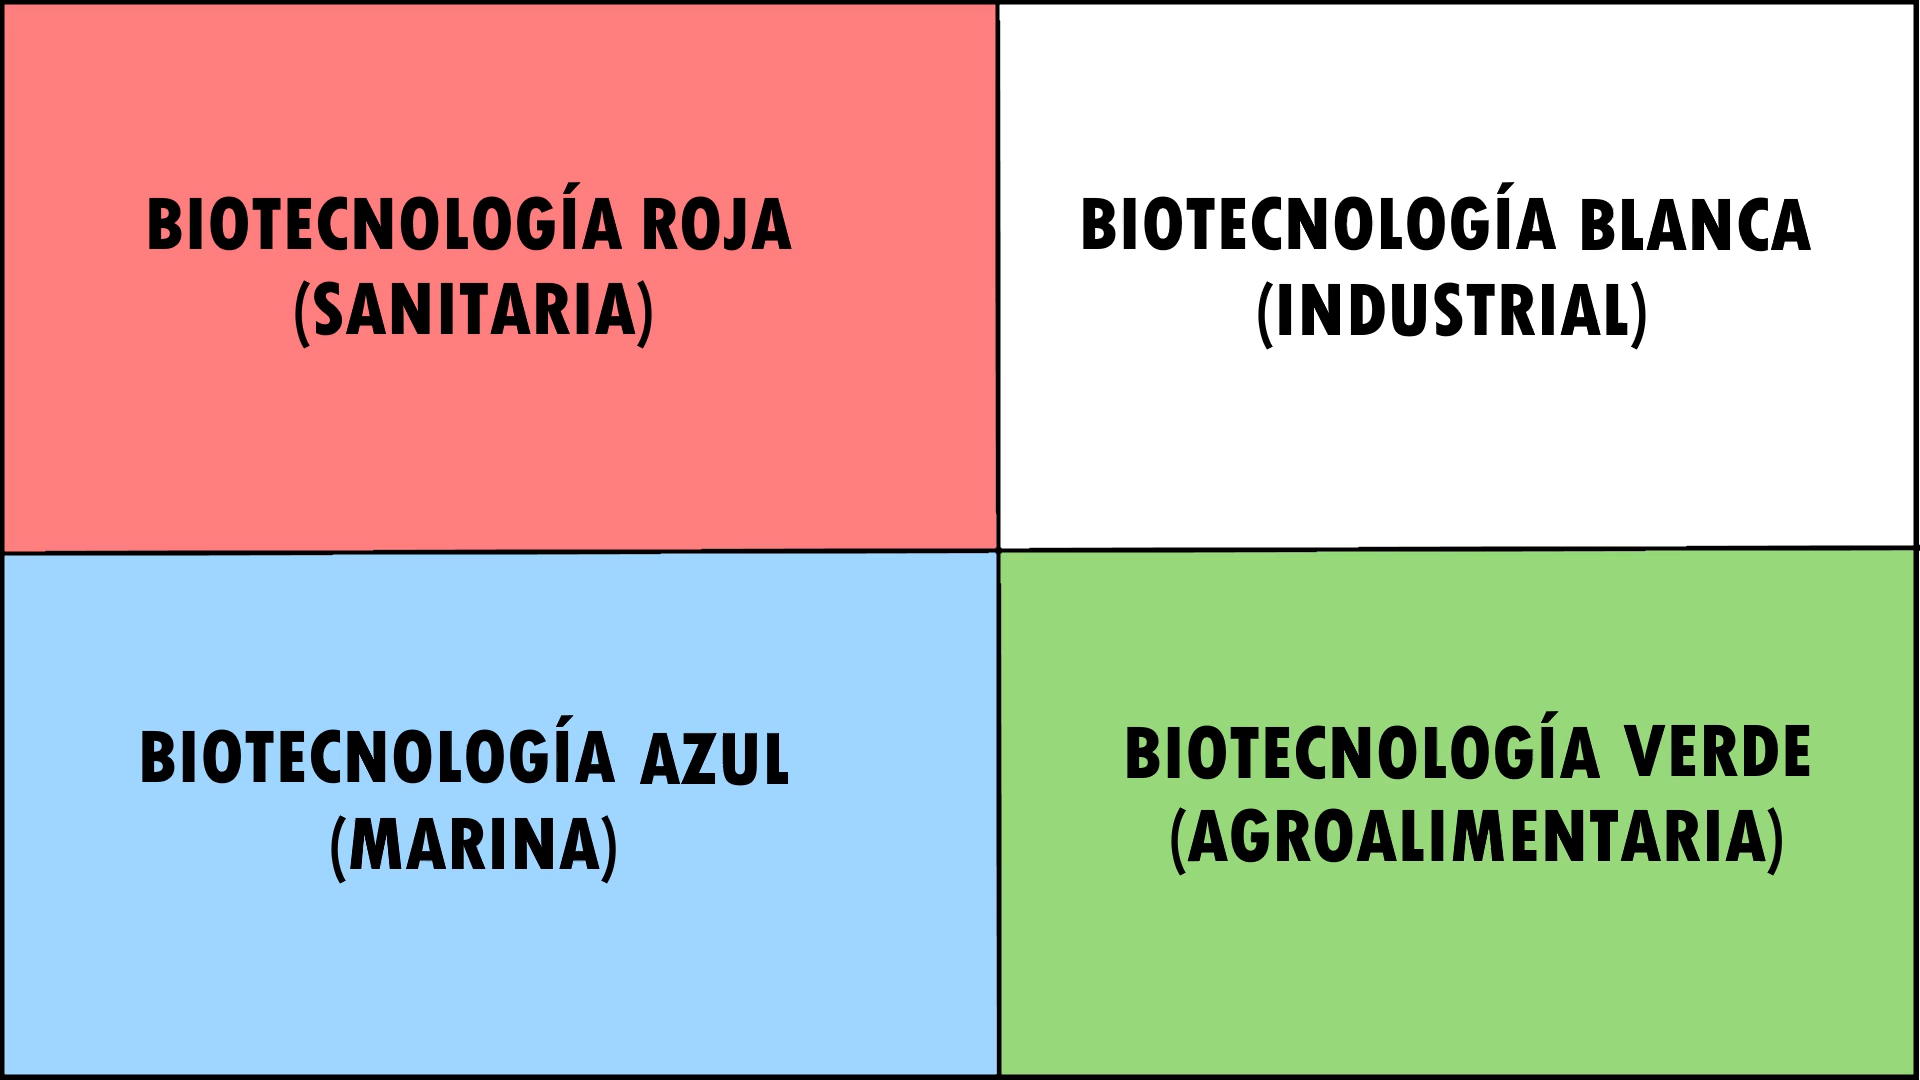 BIOTECNOLOGÍA ROJA
(SANITARIA)
BIOTECNOLOGÍA BLANCA
(INDUSTRIAL)
BIOTECNOLOGÍA AZUL
(MARINA)
BIOTECNOLOGÍA VERDE
(AGROALIMENTARIA)